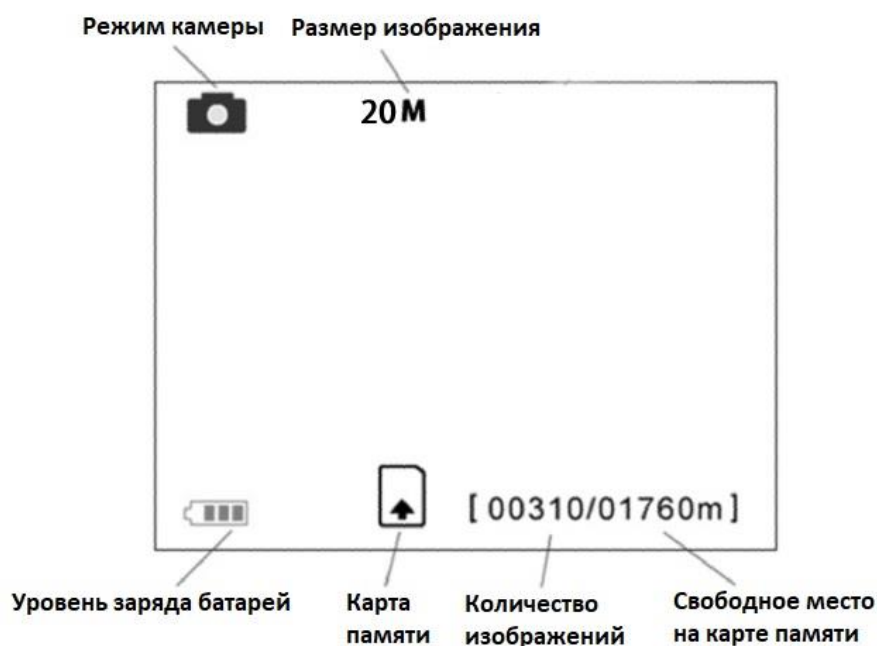 Режим камеры Размер изображения
20M
[ 00310/01760m ]
Уровень заряда батарей
Карта
памяти
Количество
изображений
Свободное место
на карте памяти